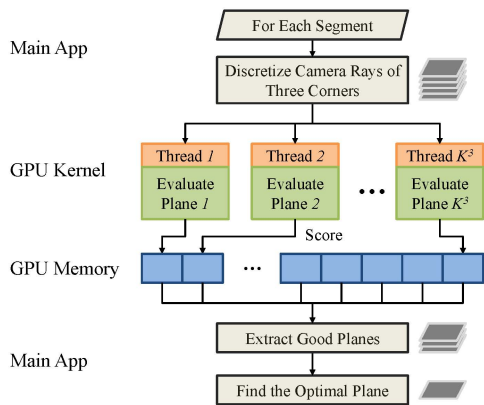 For Each Segment
Main App
Discretize Camera Rays of
Three Corners
Thread 1
Thread 2
Thread K³
GPU Kernel
Evaluate
Plane 1
Evaluate
Plane 2
...
Evaluate
Plane K³
Score
GPU Memory
...
Extract Good Planes
Main App
Find the Optimal Plane